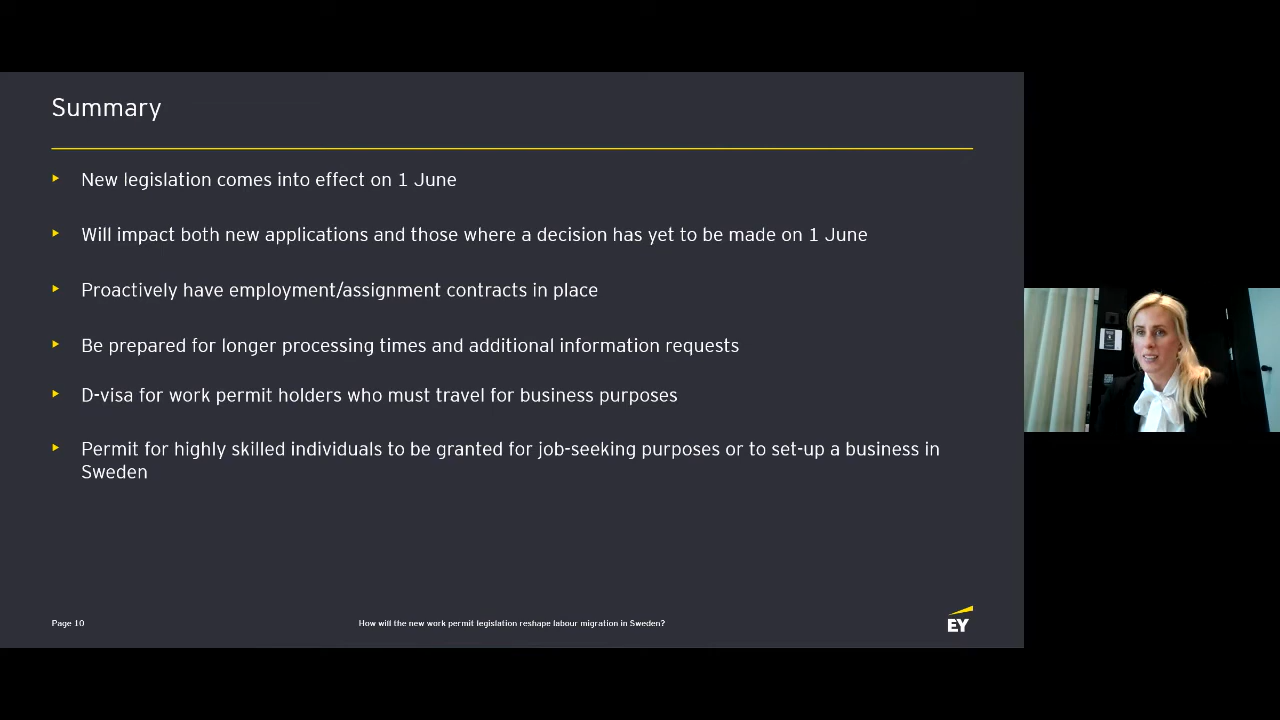 Summary
New legislation comes into effect on 1 June
Will impact both new applications and those where a decision has yet to be made on 1 June
Proactively have employment/assignment contracts in place
Be prepared for longer processing times and additional information requests
D-visa for work permit holders who must travel for business purposes
Permit for highly skilled individuals to be granted for job-seeking purposes or to set-up a business in
Sweden
Page 10
How will the new work permit legislation reshape labour migration in Sweden?
EY